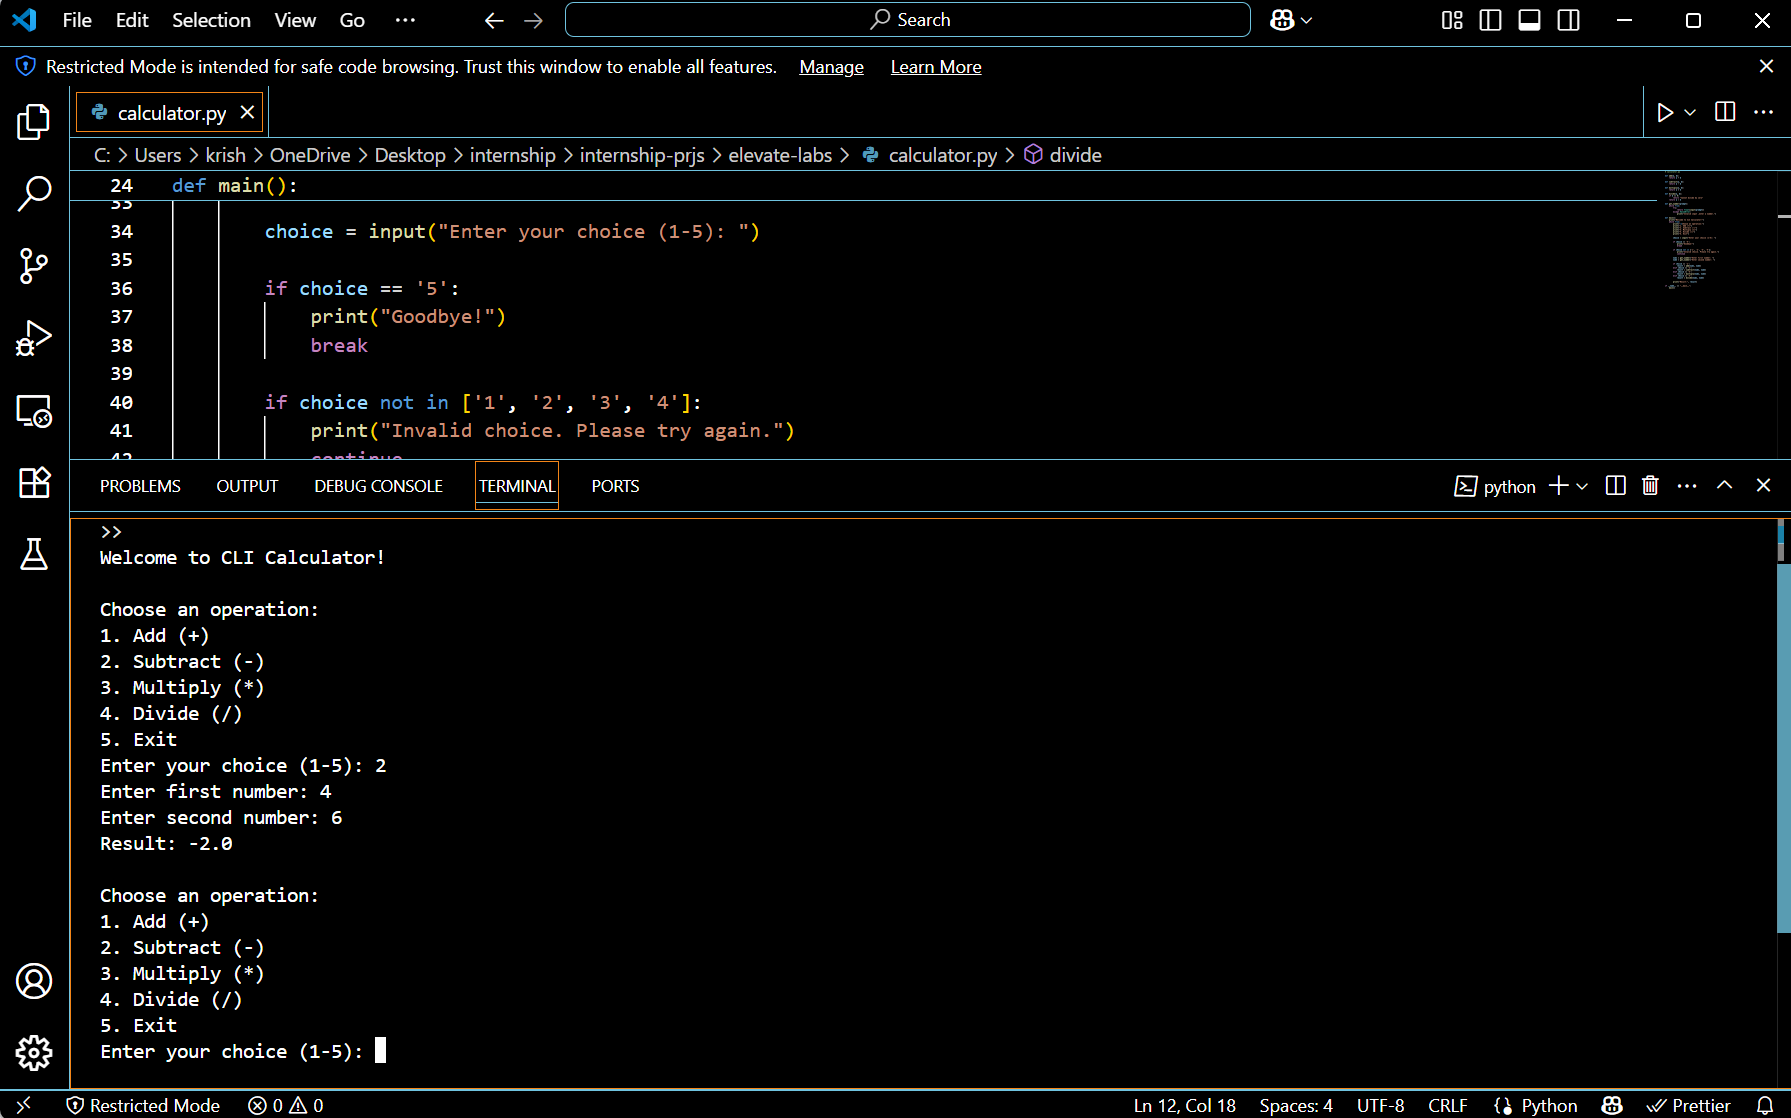 File Edit Selection View Go ··· Search
Restricted Mode is intended for safe code browsing. Trust this window to enable all features. Manage Learn More
calculator.py
C: > Users > krish > OneDrive > Desktop > internship > internship-prjs > elevate-labs > calculator.py > divide
24 def main():
33
34 choice = input("Enter your choice (1-5): ")
35
36 if choice == '5':
37 print("Goodbye!")
38 break
39
40 if choice not in ['1', '2', '3', '4']:
41 print("Invalid choice. Please try again.")
42 continue
PROBLEMS OUTPUT DEBUG CONSOLE TERMINAL PORTS python
>>
Welcome to CLI Calculator!
Choose an operation:
1. Add (+)
2. Subtract (-)
3. Multiply (*)
4. Divide (/)
5. Exit
Enter your choice (1-5): 2
Enter first number: 4
Enter second number: 6
Result: -2.0
Choose an operation:
1. Add (+)
2. Subtract (-)
3. Multiply (*)
4. Divide (/)
5. Exit
Enter your choice (1-5):
Restricted Mode 0 0 Ln 12, Col 18 Spaces: 4 UTF-8 CRLF Python Prettier